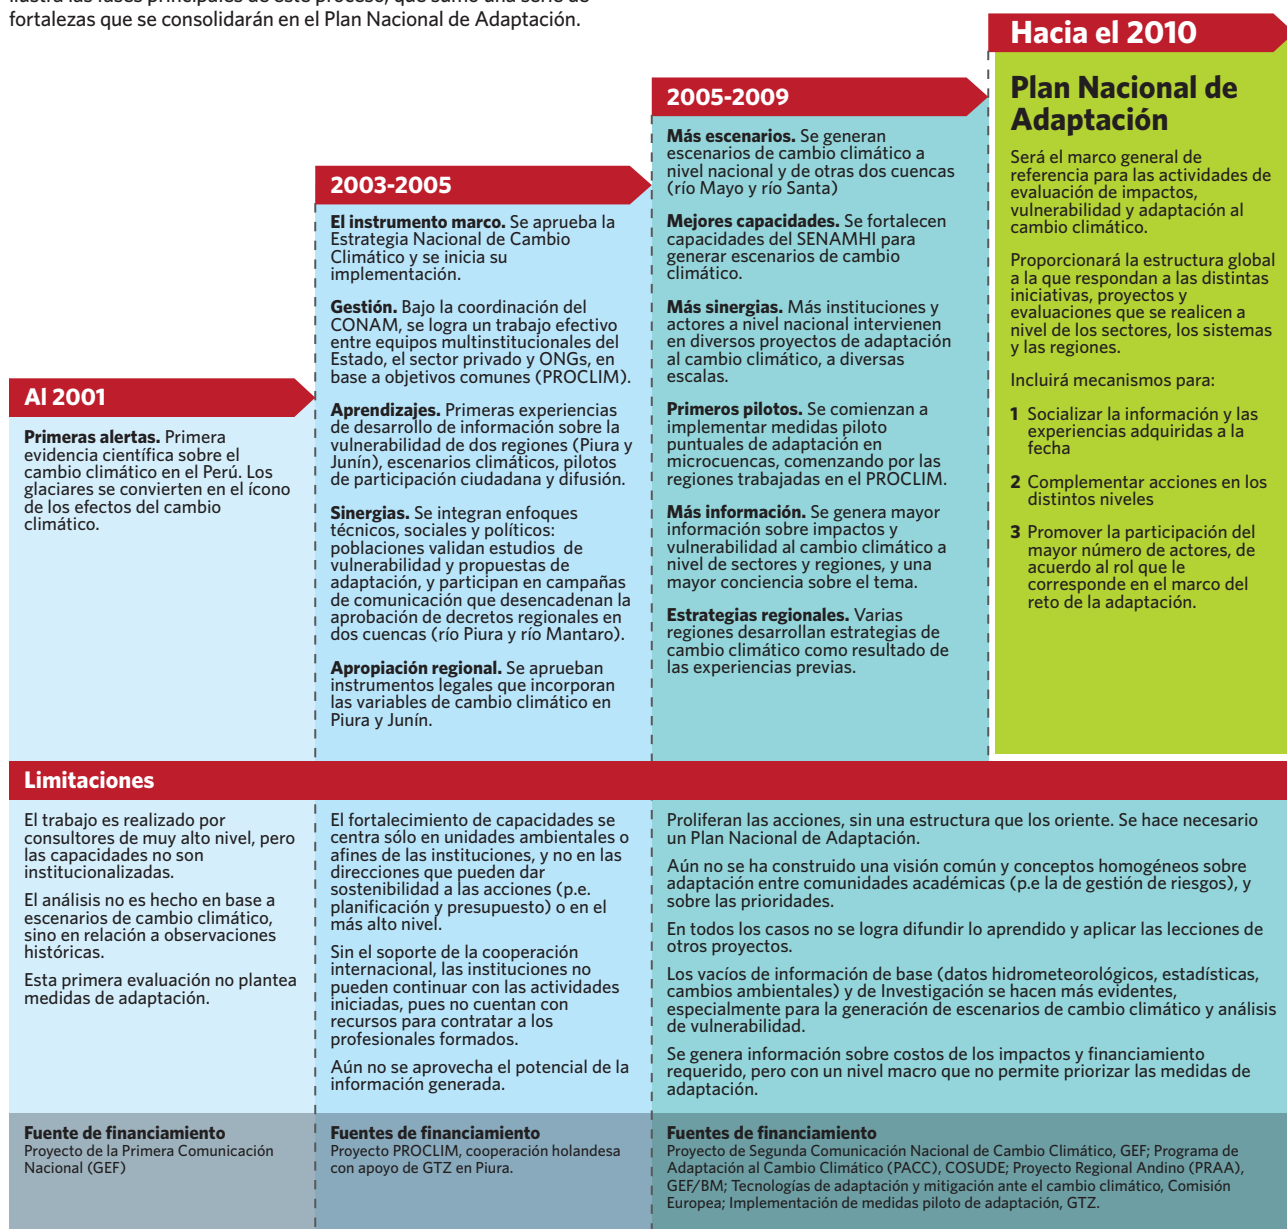 ilustra las fases principales de este proceso, que sumó una serie de
fortalezas que se consolidarán en el Plan Nacional de Adaptación.
Al 2001
Primeras alertas. Primera
evidencia científica sobre el
cambio climático en el Perú. Los
glaciares se convierten en el ícono
de los efectos del cambio
climático.
2003-2005
El instrumento marco. Se aprueba la
Estrategia Nacional de Cambio
Climático y se inicia su
implementación.
Gestión. Bajo la coordinación del
CONAM, se logra un trabajo efectivo
entre equipos multinstitucionales del
Estado, el sector privado y ONGs, en
base a objetivos comunes (PROCLIM).
Aprendizajes. Primeras experiencias
de desarrollo de información sobre la
vulnerabilidad de dos regiones (Piura y
Junín), escenarios climáticos, pilotos
de participación ciudadana y difusión.
Sinergias. Se integran enfoques
técnicos, sociales y políticos:
poblaciones validan estudios de
vulnerabilidad y propuestas de
adaptación, y participan en campañas
de comunicación que desencadenan la
aprobación de decretos regionales en
dos cuencas (río Piura y río Mantaro).
Apropiación regional. Se aprueban
instrumentos legales que incorporan
las variables de cambio climático en
Piura y Junín.
2005-2009
Más escenarios. Se generan
escenarios de cambio climático a
nivel nacional y de otras dos cuencas
(río Mayo y río Santa)
Mejores capacidades. Se fortalecen
capacidades del SENAMHI para
generar escenarios de cambio
climático.
Más sinergias. Más instituciones y
actores a nivel nacional intervienen
en diversos proyectos de adaptación
al cambio climático, a diversas
escalas.
Primeros pilotos. Se comienzan a
implementar medidas piloto
puntuales de adaptación en
microcuencas, comenzando por las
regiones trabajadas en el PROCLIM.
Más información. Se genera mayor
información sobre impactos y
vulnerabilidad al cambio climático a
nivel de sectores y regiones, y una
mayor conciencia sobre el tema.
Estrategias regionales. Varias
regiones desarrollan estrategias de
cambio climático como resultado de
las experiencias previas.
Hacia el 2010
Plan Nacional de
Adaptación
Será el marco general de
referencia para las actividades de
evaluación de impactos,
vulnerabilidad y adaptación al
cambio climático.
Proporcionará la estructura global
a la que respondan a las distintas
iniciativas, proyectos y
evaluaciones que se realicen a
nivel de los sectores, los sistemas
y las regiones.
Incluirá mecanismos para:
1 Socializar la información y las
experiencias adquiridas a la
fecha
2 Complementar acciones en los
distintos niveles
3 Promover la participación del
mayor número de actores, de
acuerdo al rol que le
corresponde en el marco del
reto de la adaptación.
Limitaciones
El trabajo es realizado por
consultores de muy alto nivel, pero
las capacidades no son
institucionalizadas.
El análisis no es hecho en base a
escenarios de cambio climático,
sino en relación a observaciones
históricas.
Esta primera evaluación no plantea
medidas de adaptación.
El fortalecimiento de capacidades se
centra sólo en unidades ambientales o
afines de las instituciones, y no en las
direcciones que pueden dar
sostenibilidad a las acciones (p.e.
planificación y presupuesto) o en el
más alto nivel.
Sin el soporte de la cooperación
internacional, las instituciones no
pueden continuar con las actividades
iniciadas, pues no cuentan con
recursos para contratar a los
profesionales formados.
Aún no se aprovecha el potencial de la
información generada.
Proliferan las acciones, sin una estructura que los oriente. Se hace necesario
un Plan Nacional de Adaptación.
Aún no se ha construido una visión común y conceptos homogéneos sobre
adaptación entre comunidades académicas (p.e la de gestión de riesgos), y
sobre las prioridades.
En todos los casos no se logra difundir lo aprendido y aplicar las lecciones de
otros proyectos.
Los vacíos de información de base (datos hidrometeorológicos, estadísticas,
cambios ambientales) y de Investigación se hacen más evidentes,
especialmente para la generación de escenarios de cambio climático y análisis
de vulnerabilidad.
Se genera información sobre costos de los impactos y financiamiento
requerido, pero con un nivel macro que no permite priorizar las medidas de
adaptación.
Fuente de financiamiento
Proyecto de la Primera Comunicación
Nacional (GEF)
Fuentes de financiamiento
Proyecto PROCLIM, cooperación holandesa
con apoyo de GTZ en Piura.
Fuentes de financiamiento
Proyecto de Segunda Comunicación Nacional de Cambio Climático, GEF; Programa de
Adaptación al Cambio Climático (PACC), COSUDE; Proyecto Regional Andino (PRAA),
GEF/BM; Tecnologías de adaptación y mitigación ante el cambio climático, Comisión
Europea; Implementación de medidas piloto de adaptación, GTZ.